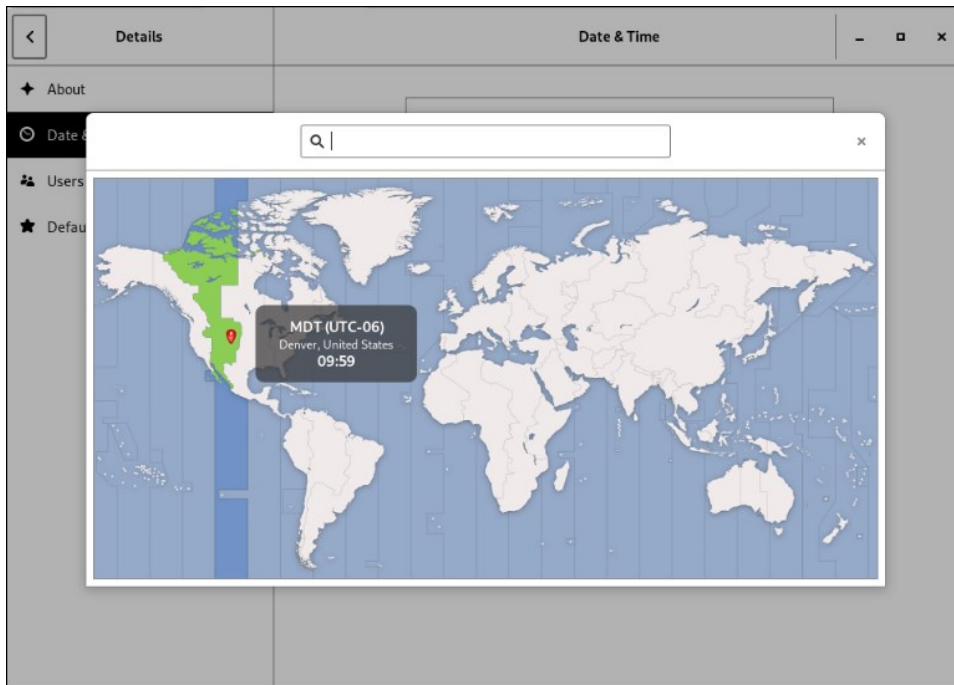 Details
Date & Time
About
Date &
Users
Defau
MDT (UTC-06)
Denver, United States
09:59